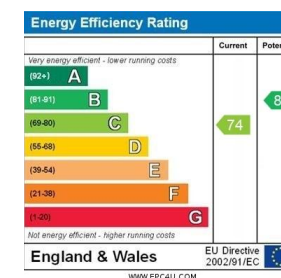 Energy Efficiency Rating
Current
Very energy efficient - lower running costs
(92+) A
(81-91) B 8
(69-80) C 74
(55-68) D
(39-54) E
(21-38) F
(1-20) G
Not energy efficient - higher running costs
England & Wales
EU Directive
2002/91/EC
WWW.EPC4U.COM